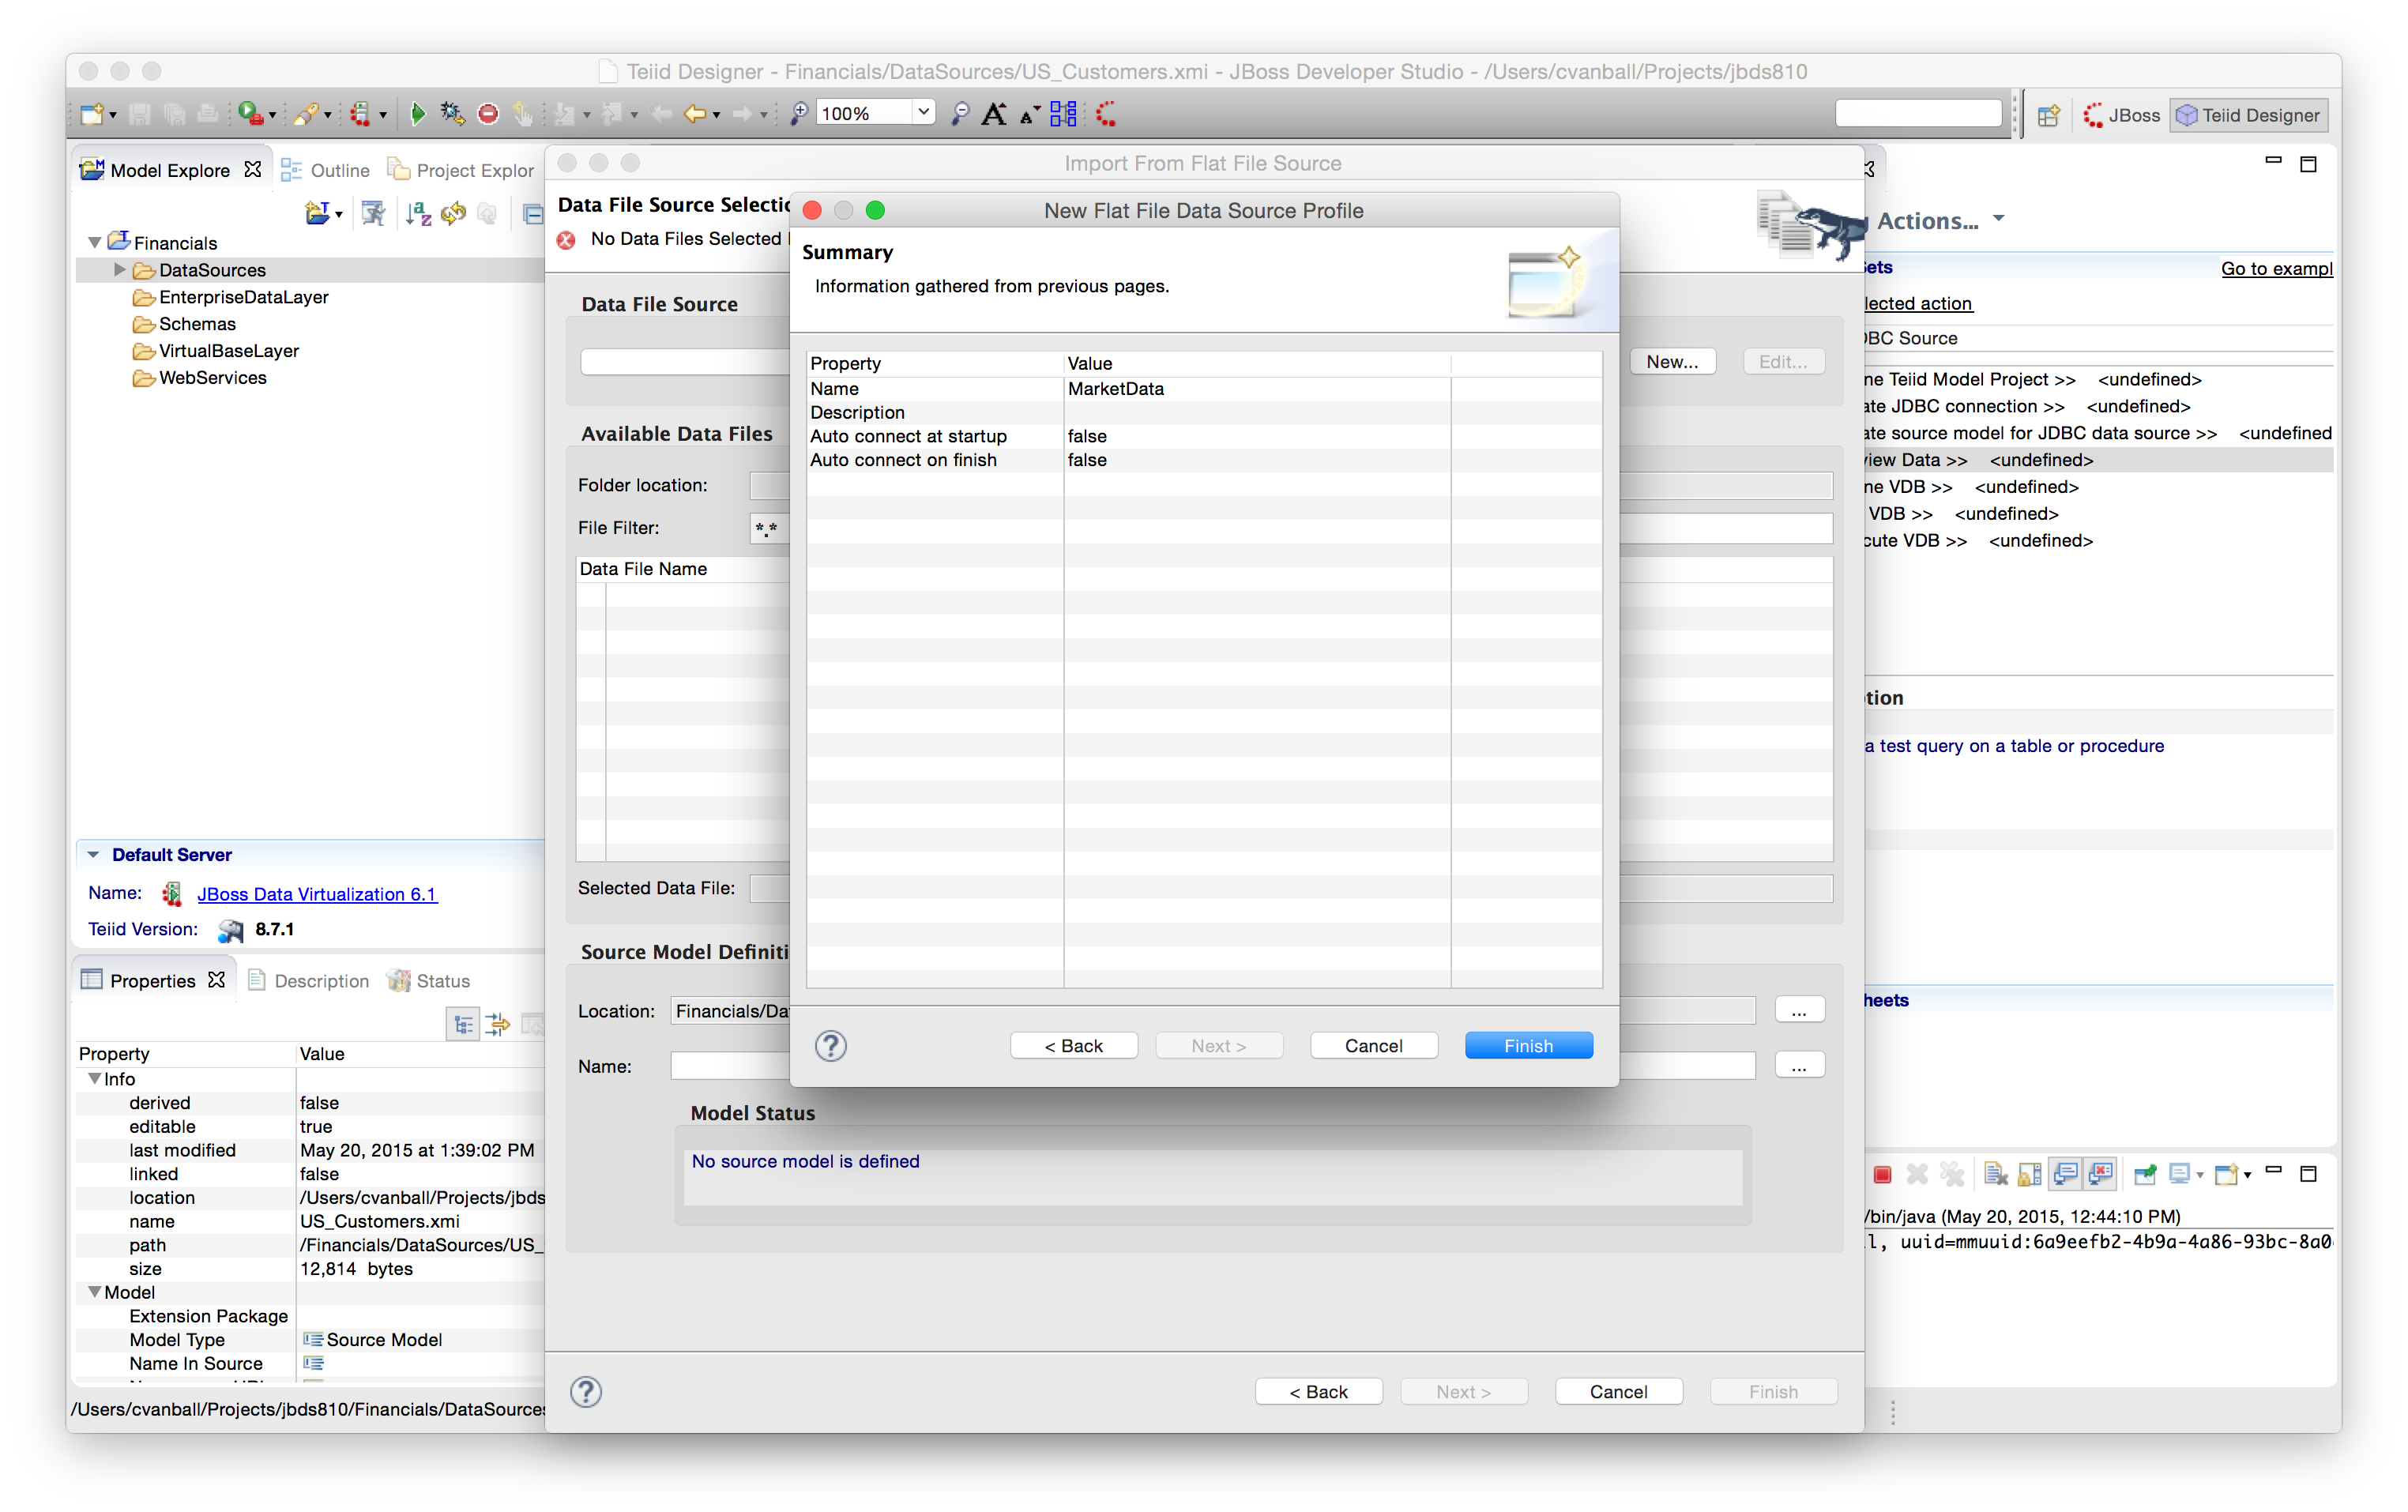 Teiid Designer - Financials/DataSources/US_Customers.xmi - JBoss Developer Studio - /Users/cvanball/Projects/jbds810
100%
JBoss
Teiid Designer
Model Explore
Outline
Project Explor
Financials
DataSources
EnterpriseDataLayer
Schemas
VirtualBaseLayer
WebServices
Default Server
Name:
JBoss Data Virtualization 6.1
Teiid Version:
8.7.1
Properties
Description
Status
Property Value
Info
derived false
editable true
last modified May 20, 2015 at 1:39:02 PM
linked false
location /Users/cvanball/Projects/jbds
name US_Customers.xmi
path /Financials/DataSources/US_
size 12,814 bytes
Model
Extension Package
Model Type Source Model
Name In Source
/Users/cvanball/Projects/jbds810/Financials/DataSources
Import From Flat File Source
Data File Source Selectio
No Data Files Selected
Data File Source
New...
Edit...
Available Data Files
Folder location:
File Filter:
*.*
Data File Name
Selected Data File:
Source Model Definiti
Location:
Financials/Da
...
Name:
...
Model Status
No source model is defined
?
< Back
Next >
Cancel
Finish
New Flat File Data Source Profile
Summary
Information gathered from previous pages.
Property Value
Name MarketData
Description
Auto connect at startup false
Auto connect on finish false
?
< Back
Next >
Cancel
Finish
Actions...
ets
Go to exampl
lected action
BC Source
ne Teiid Model Project >> <undefined>
ate JDBC connection >> <undefined>
ate source model for JDBC data source >> <undefined
view Data >> <undefined>
ne VDB >> <undefined>
VDB >> <undefined>
cute VDB >> <undefined>
tion
a test query on a table or procedure
heets
/bin/java (May 20, 2015, 12:44:10 PM)
l, uuid=mmuuid:6a9eefb2-4b9a-4a86-93bc-8a0